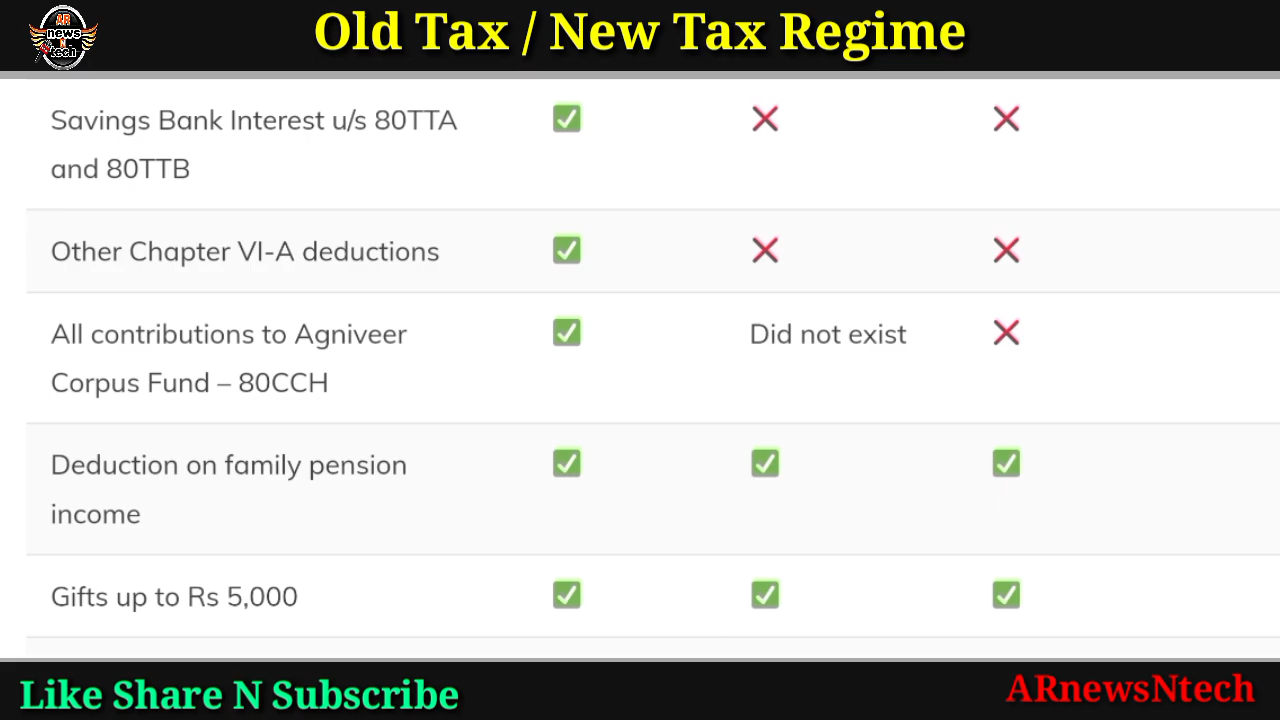 AR
news
N
tech
Old Tax / New Tax Regime
Savings Bank Interest u/s 80TTA
and 80TTB
Other Chapter VI-A deductions
All contributions to Agniveer
Corpus Fund – 80CCH
Did not exist
Deduction on family pension
income
Gifts up to Rs 5,000
Like Share N Subscribe
ARnewsNtech